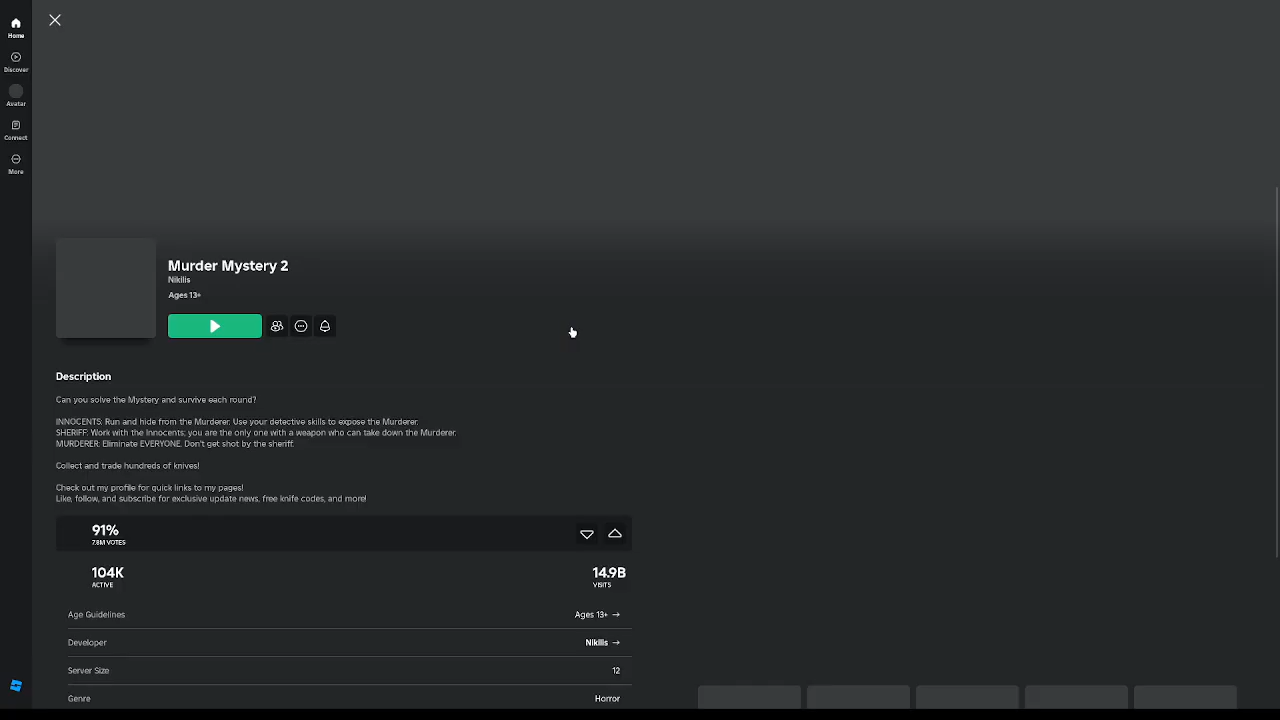 Home
Discover
Avatar
Connect
More
Murder Mystery 2
Nikilis
Ages 13+
Description
Can you solve the Mystery and survive each round?
INNOCENTS: Run and hide from the Murderer. Use your detective skills to expose the Murderer.
SHERIFF: Work with the Innocents; you are the only one with a weapon who can take down the Murderer.
MURDERER: Eliminate EVERYONE. Don't get shot by the sheriff.
Collect and trade hundreds of knives!
Check out my profile for quick links to my pages!
Like, follow, and subscribe for exclusive update news, free knife codes, and more!
91%
7.8M VOTES
104K
ACTIVE
14.9B
VISITS
Age Guidelines
Ages 13+ →
Developer
Nikilis →
Server Size
12
Genre
Horror